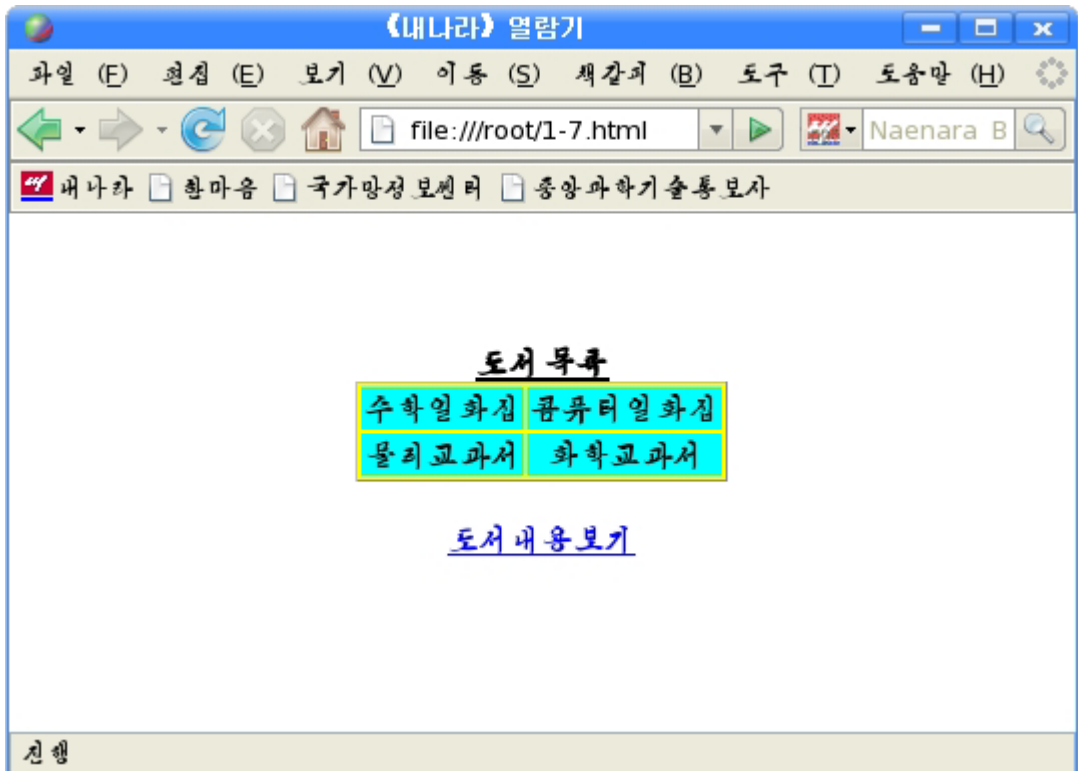 《내나라》 열람기
파일 (F) 편집 (E) 보기 (V) 이동 (S) 책갈피 (B) 도구 (T) 도움말 (H)
file:///root/1-7.html Naenara B
내나라 한마음 국가망정보쎈터 중앙과학기술통보사
도서목록
수학일화집 콤퓨터일화집
물리교과서 화학교과서
도서내용보기
진행